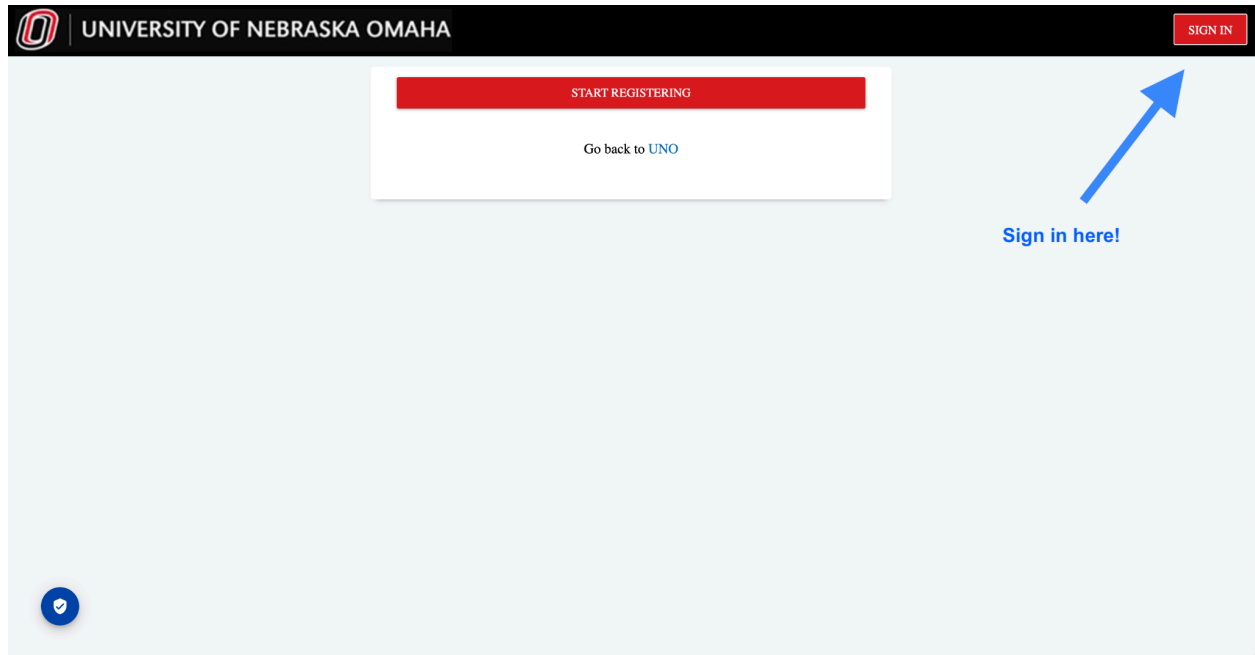 UNIVERSITY OF NEBRASKA OMAHA
SIGN IN
START REGISTERING
Go back to UNO
Sign in here!